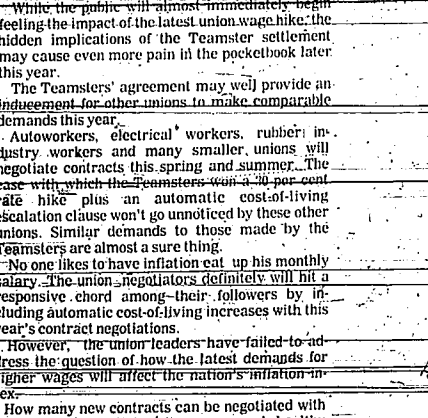 While the public will almost immediately begin
feeling the impact of the latest union wage hike, the
hidden implications of the Teamster settlement
may cause even more pain in the pocketbook later
this year.
The Teamsters' agreement may well provide an
inducement for other unions to make comparable
demands this year.
Autoworkers, electrical workers, rubber in-
dustry workers and many smaller unions will
negotiate contracts this spring and summer. The
ease with which the Teamsters won a 30 per cent
rate hike plus an automatic cost-of-living
escalation clause won't go unnoticed by these other
unions. Similar demands to those made by the
Teamsters are almost a sure thing.
No one likes to have inflation eat up his monthly
salary. The union negotiators definitely will hit a
responsive chord among their followers by in-
cluding automatic cost-of-living increases with this
year's contract negotiations.
However, the union leaders have failed to ad-
dress the question of how the latest demands for
higher wages will affect the nation's inflation in-
ex.
How many new contracts can be negotiated with